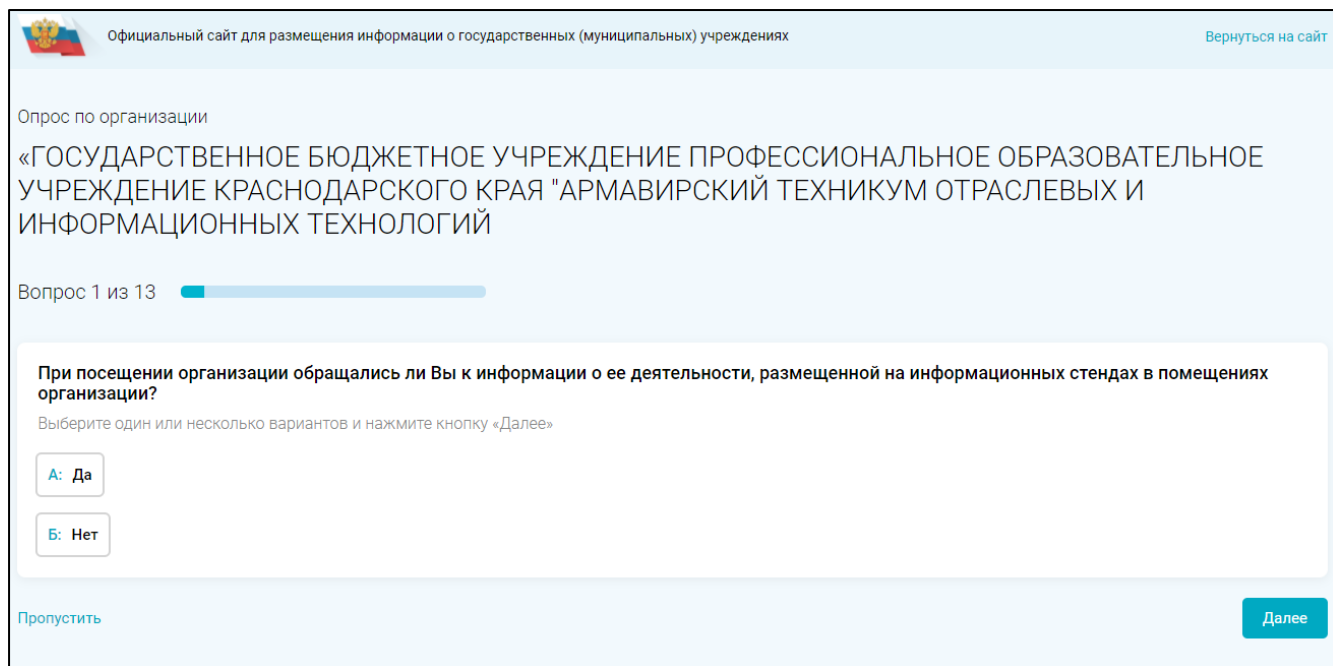 Официальный сайт для размещения информации о государственных (муниципальных) учреждениях
Вернуться на сайт
Опрос по организации
«ГОСУДАРСТВЕННОЕ БЮДЖЕТНОЕ УЧРЕЖДЕНИЕ ПРОФЕССИОНАЛЬНОЕ ОБРАЗОВАТЕЛЬНОЕ
УЧРЕЖДЕНИЕ КРАСНОДАРСКОГО КРАЯ "АРМАВИРСКИЙ ТЕХНИКУМ ОТРАСЛЕВЫХ И
ИНФОРМАЦИОННЫХ ТЕХНОЛОГИЙ
Вопрос 1 из 13
При посещении организации обращались ли Вы к информации о ее деятельности, размещенной на информационных стендах в помещениях
организации?
Выберите один или несколько вариантов и нажмите кнопку «Далее»
А: Да
Б: Нет
Пропустить
Далее